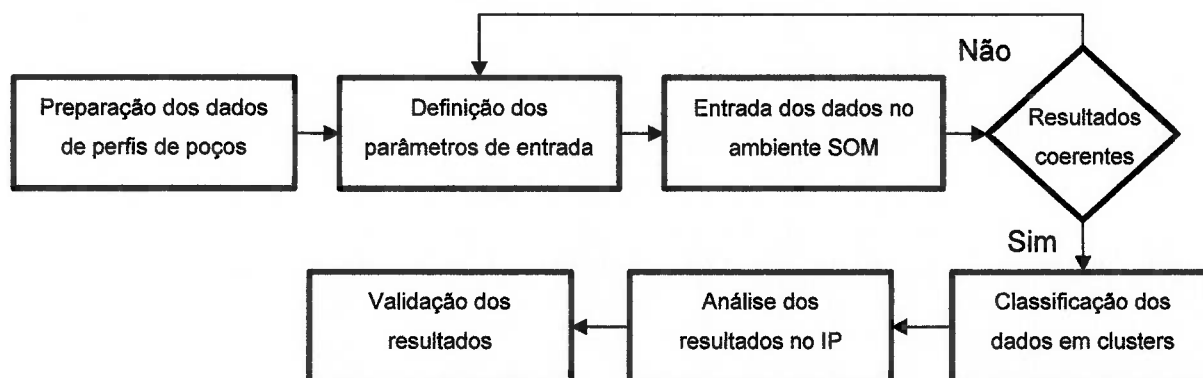 Não
Preparação dos dados
de perfis de poços
Definição dos
parâmetros de entrada
Entrada dos dados no
ambiente SOM
Resultados
coerentes
Sim
Validação dos
resultados
Análise dos
resultados no IP
Classificação dos
dados em clusters